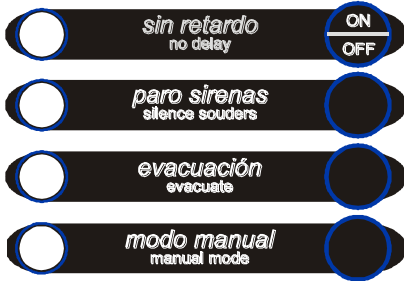 sin retardo
no delay
ON
OFF
paro sirenas
silence souders
evacuación
evacuate
modo manual
manual mode